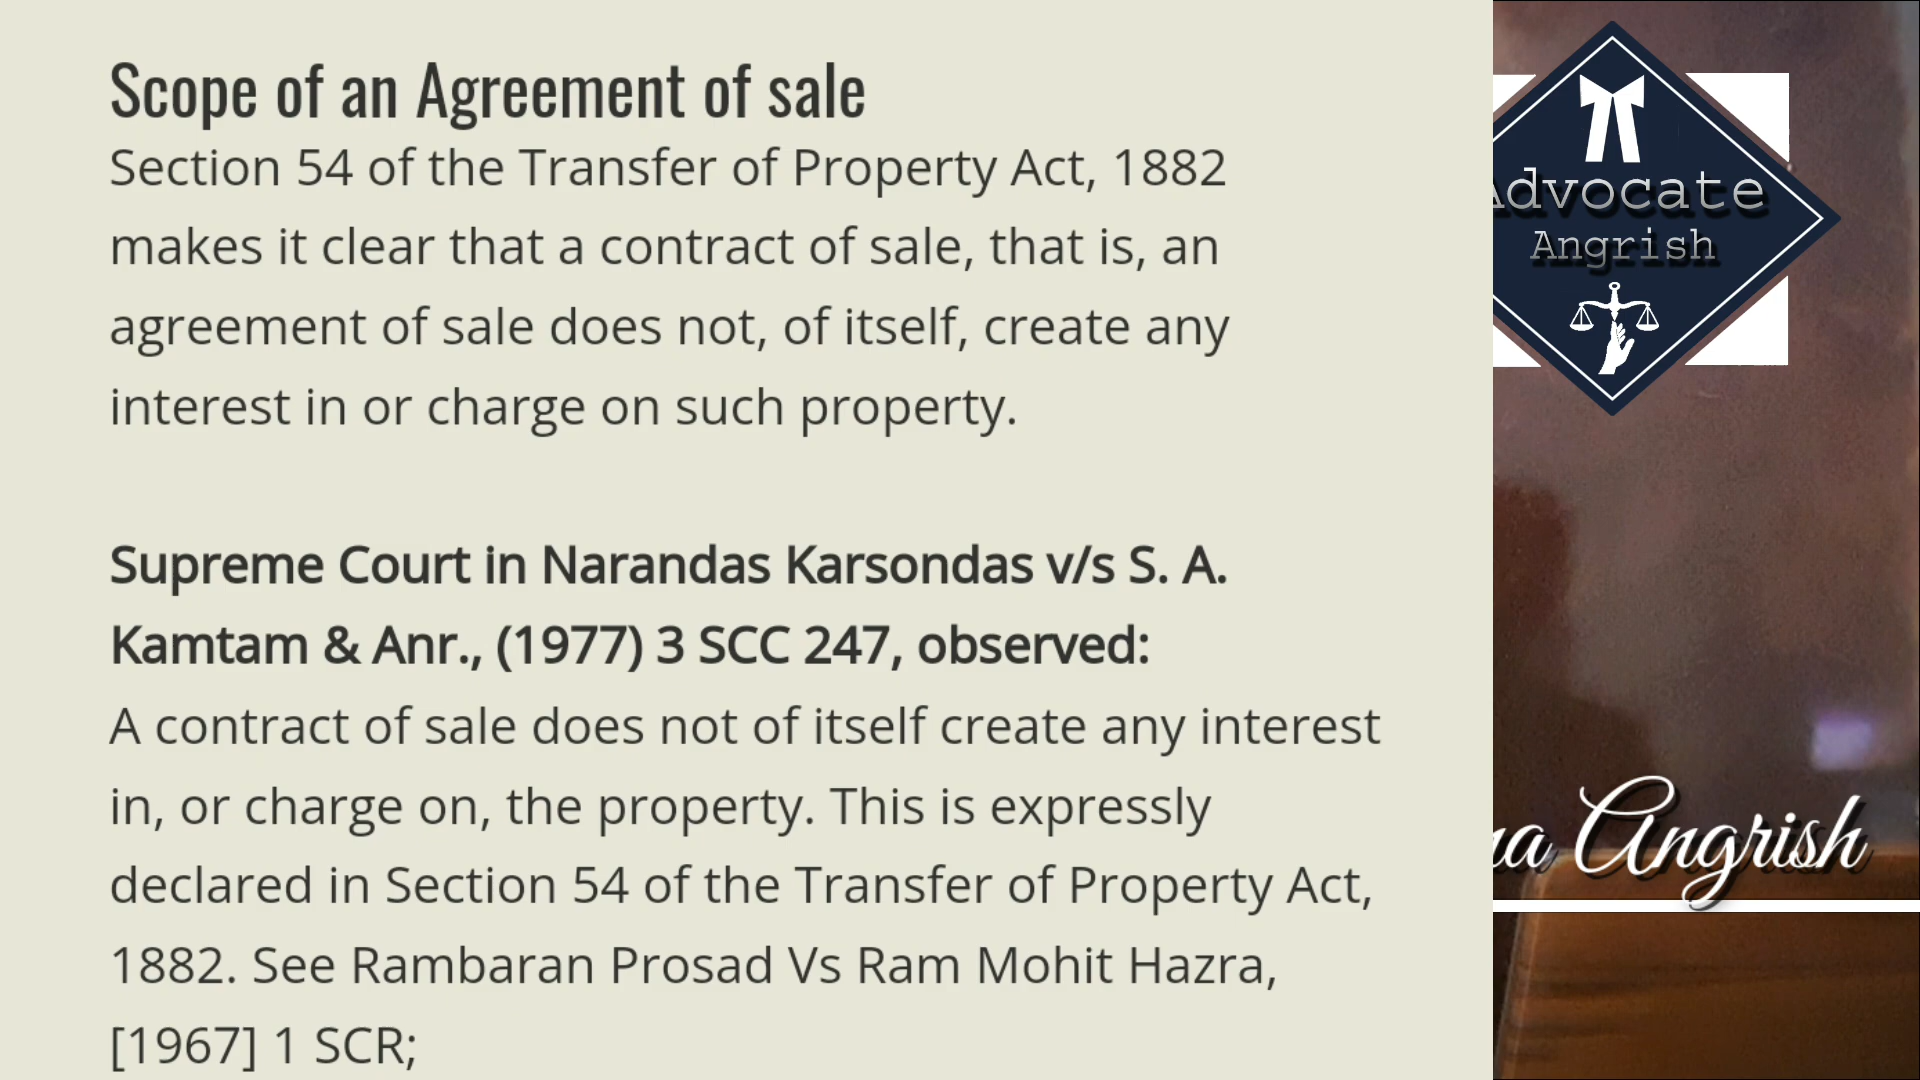 Scope of an Agreement of sale
Section 54 of the Transfer of Property Act, 1882
makes it clear that a contract of sale, that is, an
agreement of sale does not, of itself, create any
interest in or charge on such property.
Supreme Court in Narandas Karsondas v/s S. A.
Kamtam & Anr., (1977) 3 SCC 247, observed:
A contract of sale does not of itself create any interest
in, or charge on, the property. This is expressly
declared in Section 54 of the Transfer of Property Act,
1882. See Rambaran Prosad Vs Ram Mohit Hazra,
[1967] 1 SCR;
Advocate
Angrish
Angrish